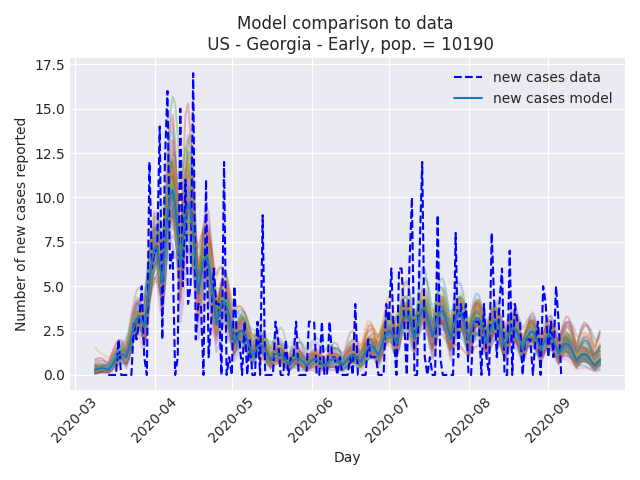 Model comparison to data
US - Georgia - Early, pop. = 10190
new cases data
new cases model
Number of new cases reported
17.5
15.0
12.5
10.0
7.5
5.0
2.5
0.0
2020-03
2020-04
2020-05
2020-06
2020-07
2020-08
2020-09
Day